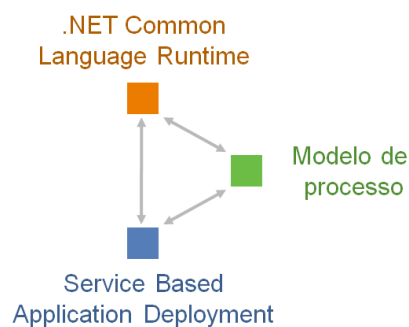 .NET Common
Language Runtime
Modelo de
processo
Service Based
Application Deployment